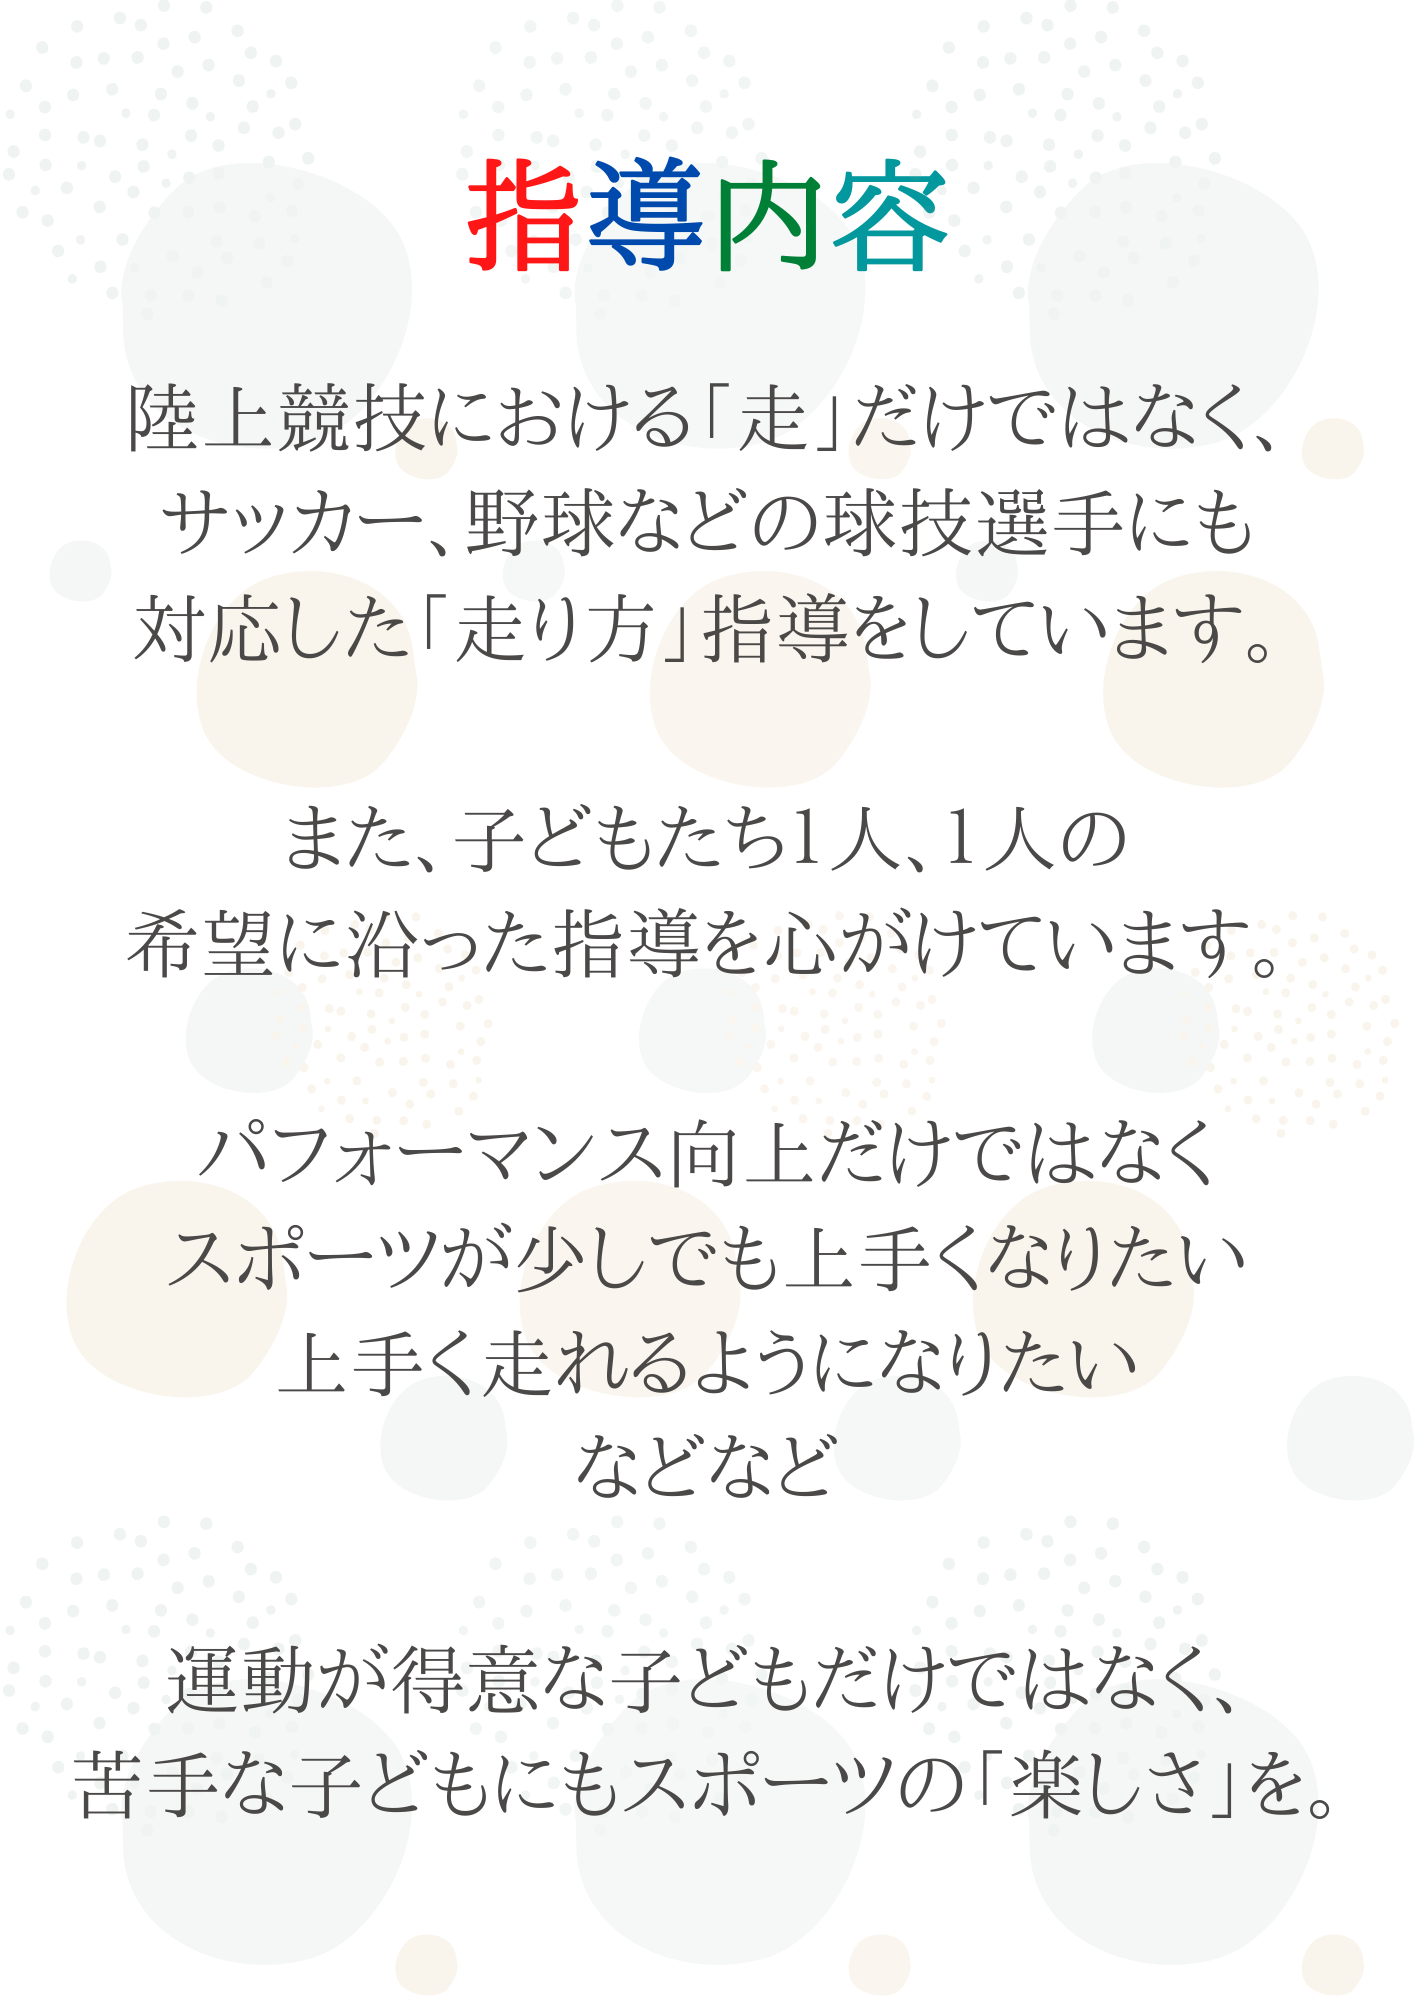 指導内容
陸上競技における「走」だけではなく、
サッカー、野球などの球技選手にも
対応した「走り方」指導をしています。
また、子どもたち1人、1人の
希望に沿った指導を心がけています。
パフォーマンス向上だけではなく
スポーツが少しでも上手くなりたい
上手く走れるようになりたい
などなど
運動が得意な子どもだけではなく、
苦手な子どもにもスポーツの「楽しさ」を。